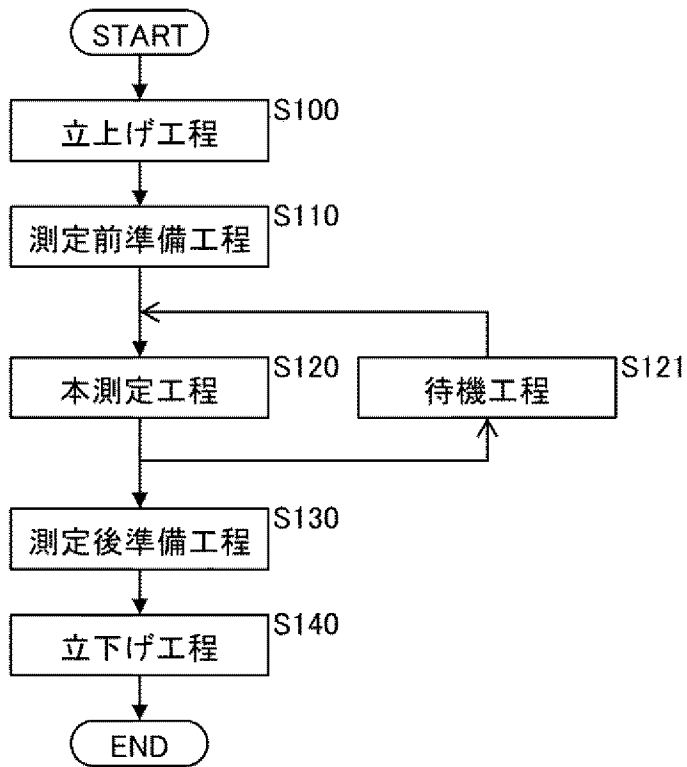 START
S100
立上げ工程
S110
測定前準備工程
S120
本測定工程
S121
待機工程
S130
測定後準備工程
S140
立下げ工程
END